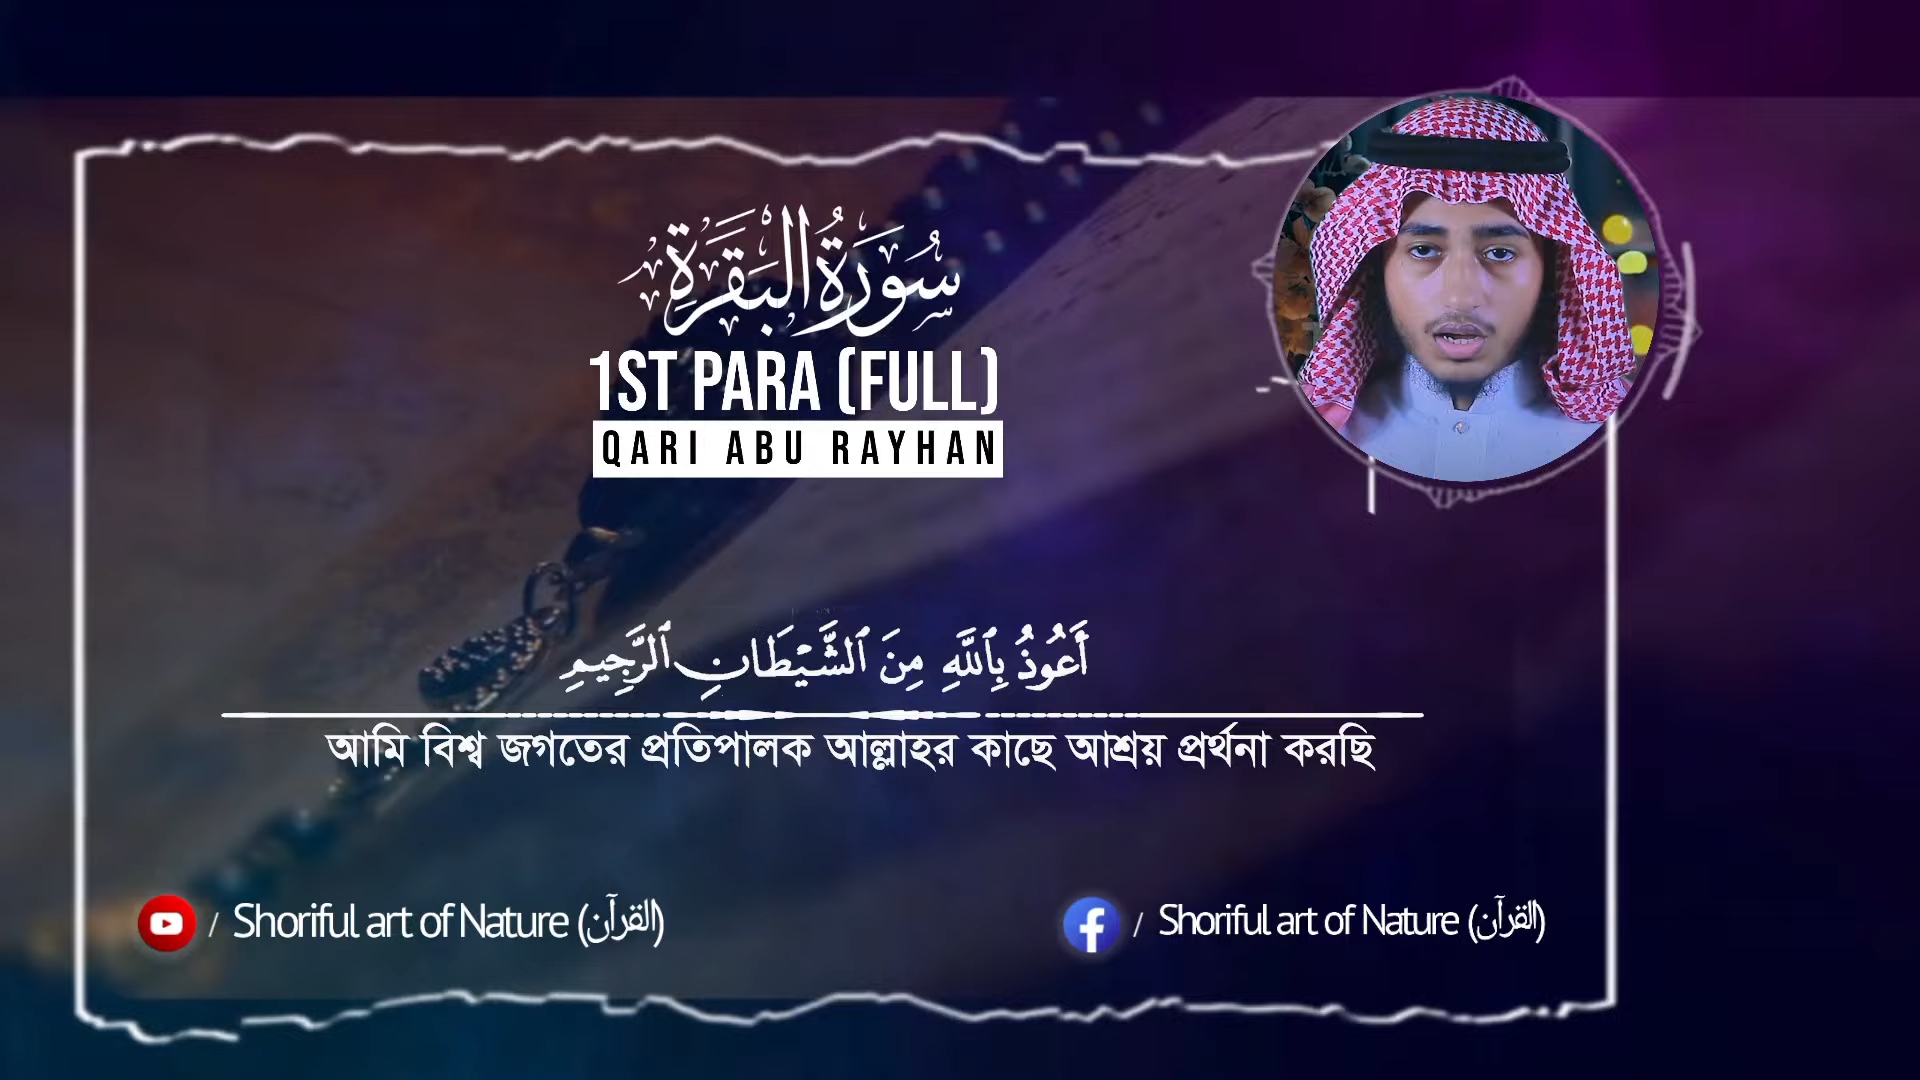 سُورَةُ البَقَرَة
1ST PARA (FULL)
QARI ABU RAYHAN
أَعُوذُ بِٱللَّهِ مِنَ ٱلشَّيْطَانِ ٱلرَّجِيمِ
আমি বিশ্ব জগতের প্রতিপালক আল্লাহর কাছে আশ্রয় প্রর্থনা করছি
/ Shoriful art of Nature (القرآن)
/ Shoriful art of Nature (القرآن)